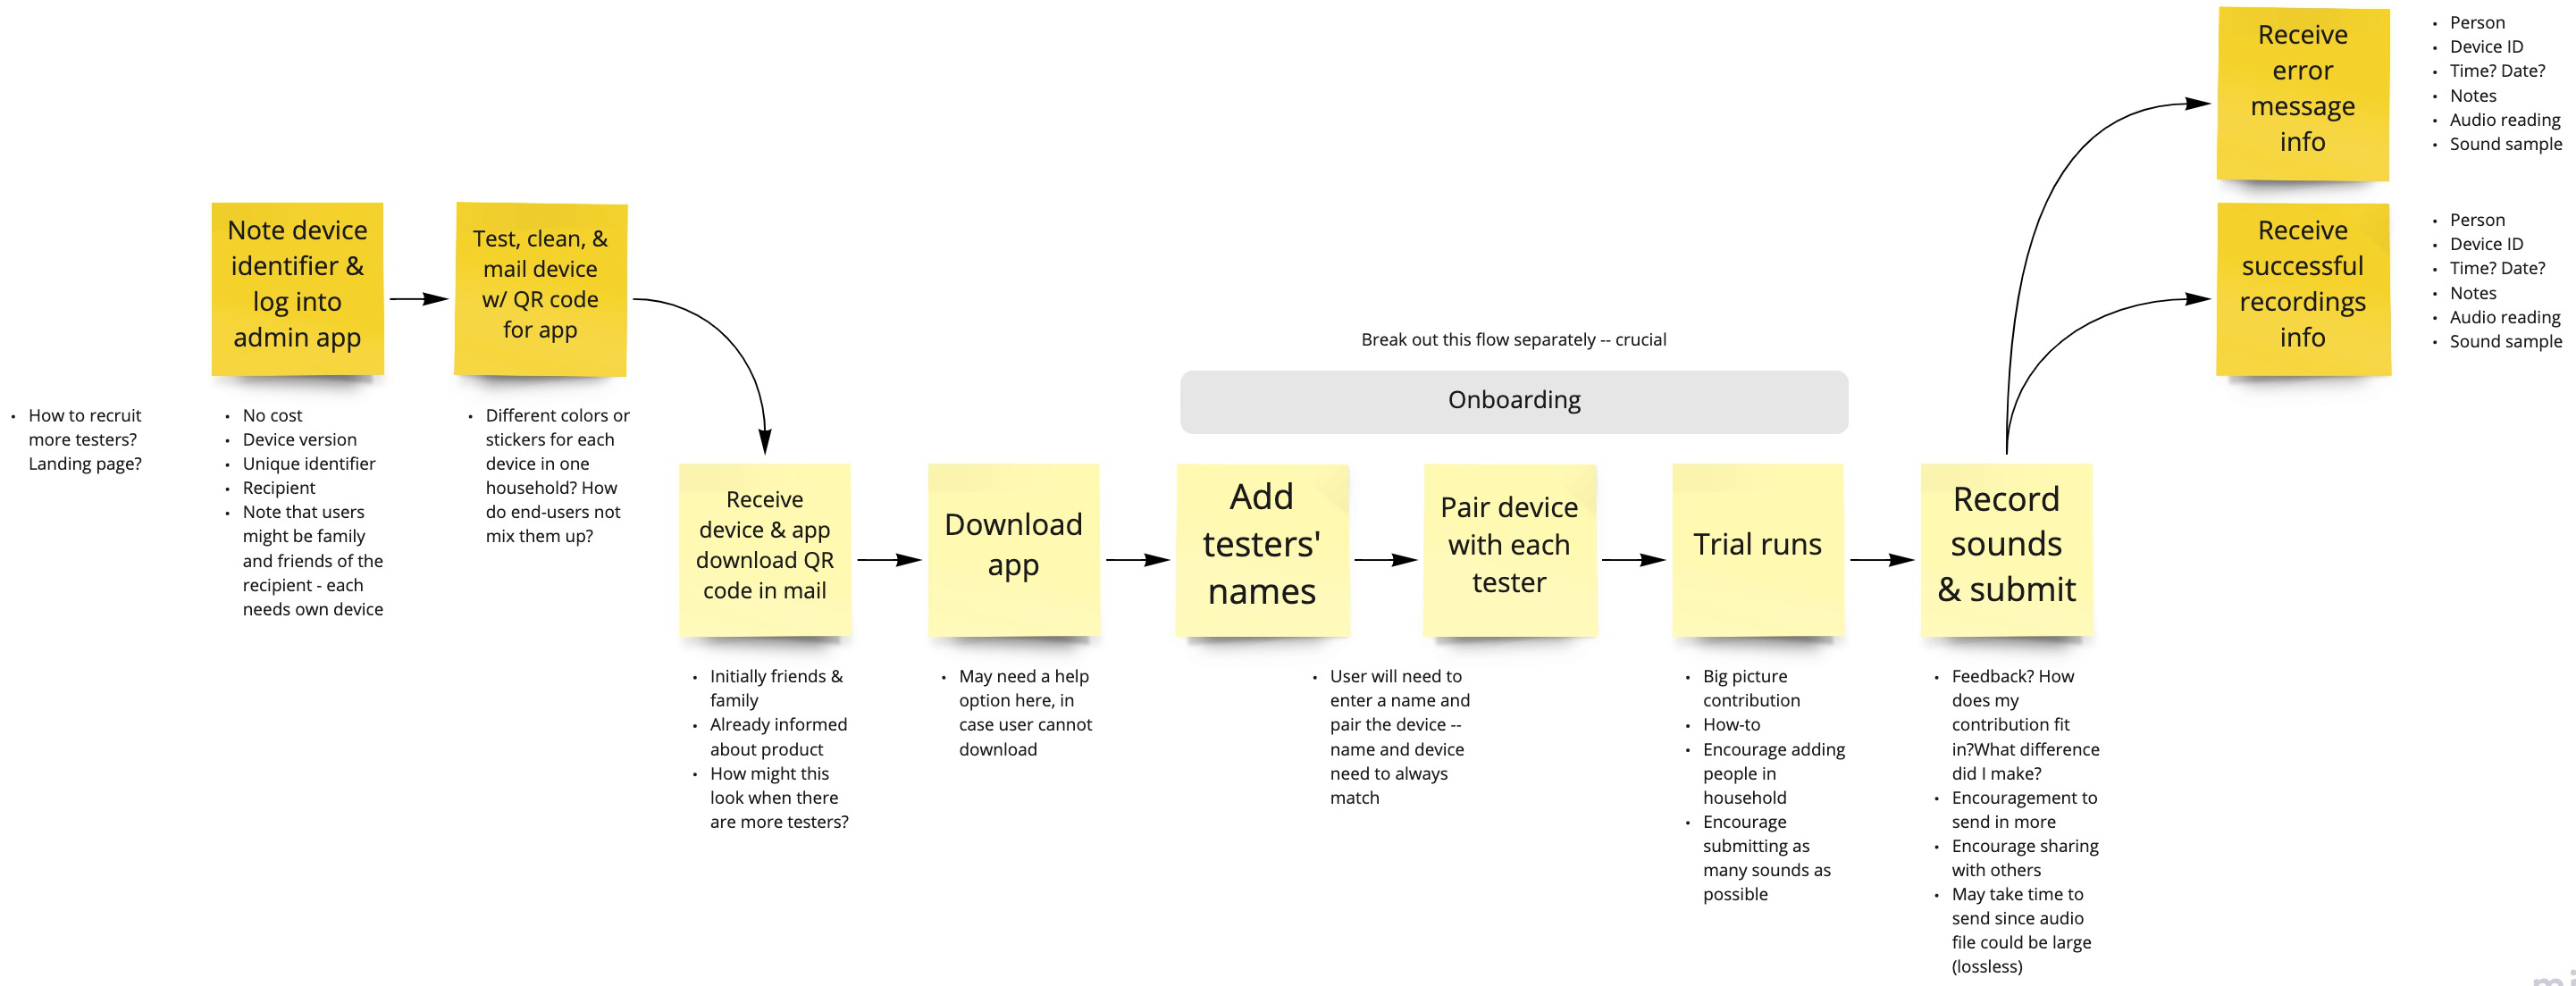 Receive
error
message
info
• Person
• Device ID
• Time? Date?
• Notes
• Audio reading
• Sound sample
Note device
identifier &
log into
admin app
Test, clean, &
mail device
w/ QR code
for app
Receive
successful
recordings
info
• Person
• Device ID
• Time? Date?
• Notes
• Audio reading
• Sound sample
• How to recruit
more testers?
Landing page?
• No cost
• Device version
• Unique identifier
• Recipient
• Note that users
might be family
and friends of the
recipient - each
needs own device
• Different colors or
stickers for each
device in one
household? How
do end-users not
mix them up?
Break out this flow separately -- crucial
Onboarding
Receive
device & app
download QR
code in mail
Download
app
Add
testers'
names
Pair device
with each
tester
Trial runs
Record
sounds
& submit
• Initially friends &
family
• Already informed
about product
• How might this
look when there
are more testers?
• May need a help
option here, in
case user cannot
download
• User will need to
enter a name and
pair the device --
name and device
need to always
match
• Big picture
contribution
• How-to
• Encourage adding
people in
household
• Encourage
submitting as
many sounds as
possible
• Feedback? How
does my
contribution fit
in?What difference
did I make?
• Encouragement to
send in more
• Encourage sharing
with others
• May take time to
send since audio
file could be large
(lossless)